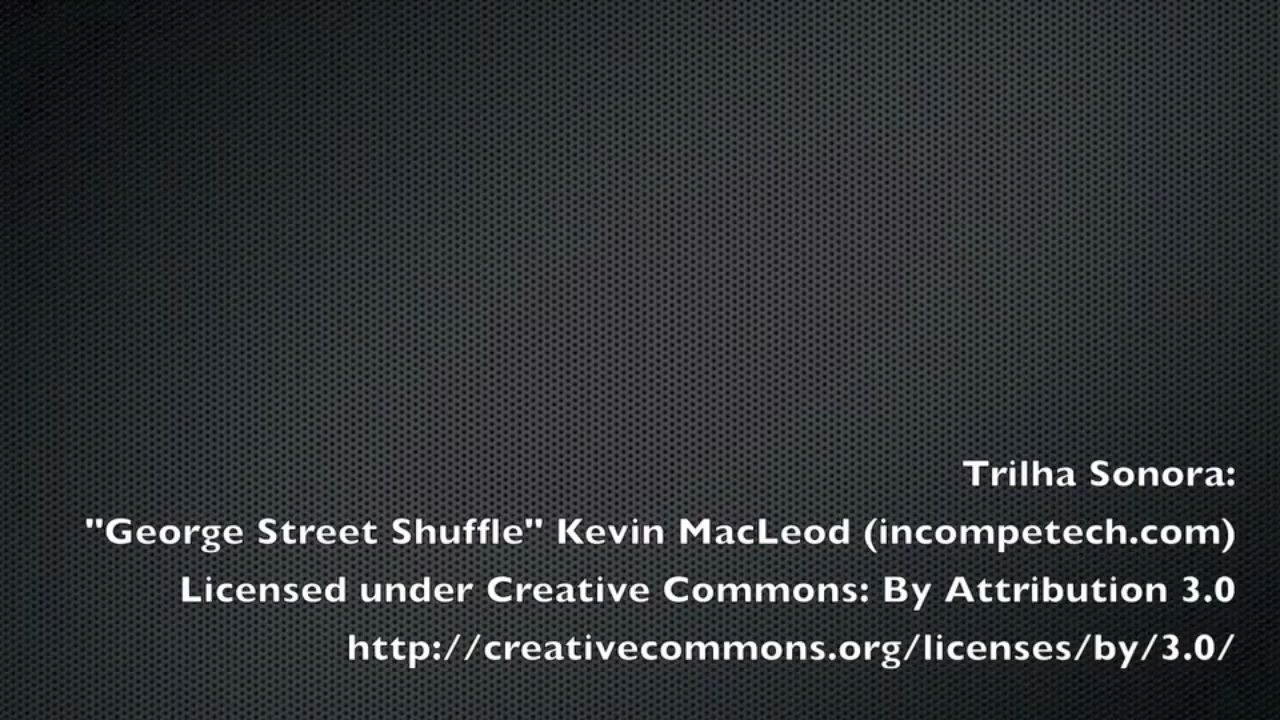 Trilha Sonora:
"George Street Shuffle" Kevin MacLeod (incompetech.com)
Licensed under Creative Commons: By Attribution 3.0
http://creativecommons.org/licenses/by/3.0/